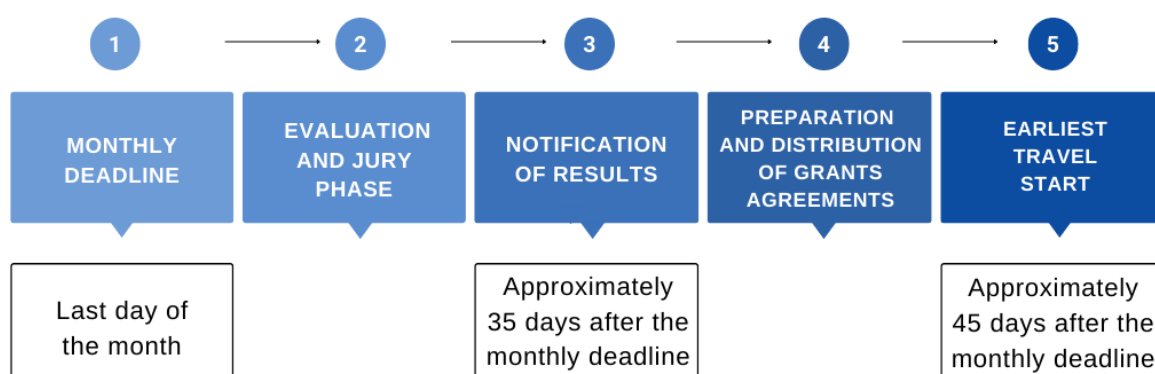 1
2
3
4
5
MONTHLY
DEADLINE
EVALUATION
AND JURY
PHASE
NOTIFICATION
OF RESULTS
PREPARATION
AND DISTRIBUTION
OF GRANTS
AGREEMENTS
EARLIEST
TRAVEL
START
Last day of
the month
Approximately
35 days after the
monthly deadline
Approximately
45 days after the
monthly deadline